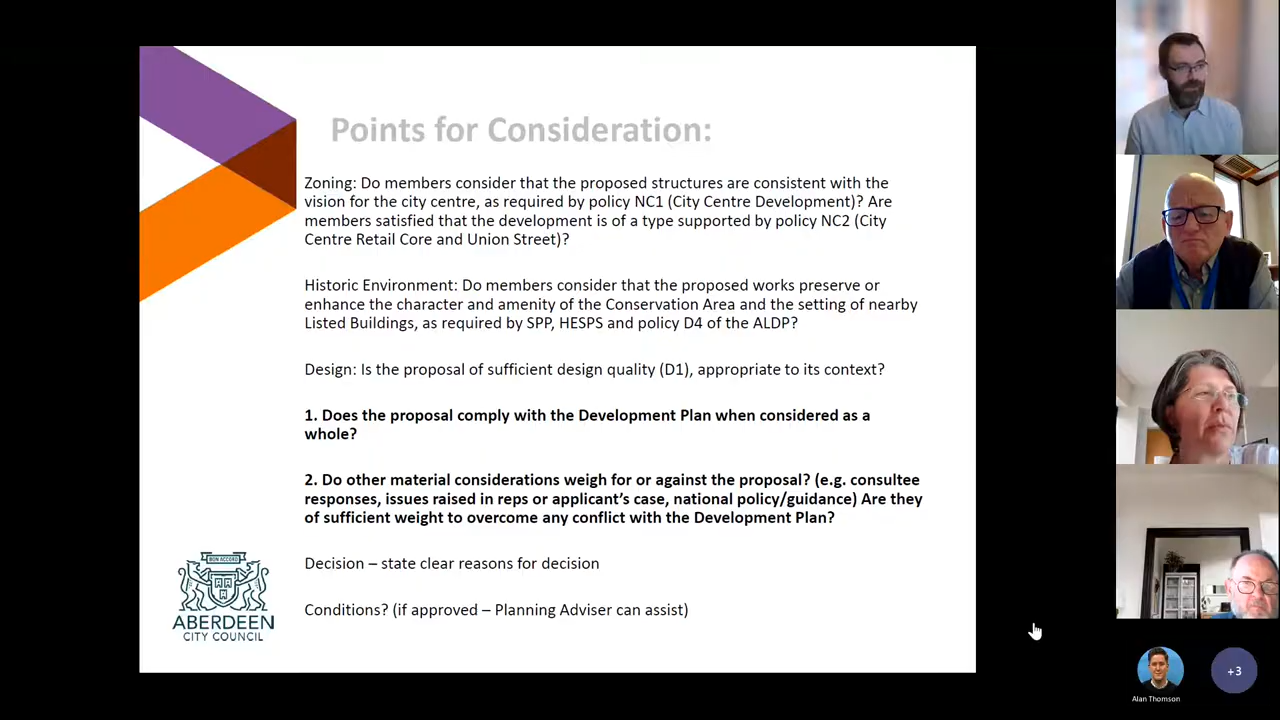 Points for Consideration:
Zoning: Do members consider that the proposed structures are consistent with the
vision for the city centre, as required by policy NC1 (City Centre Development)? Are
members satisfied that the development is of a type supported by policy NC2 (City
Centre Retail Core and Union Street)?
Historic Environment: Do members consider that the proposed works preserve or
enhance the character and amenity of the Conservation Area and the setting of nearby
Listed Buildings, as required by SPP, HESPS and policy D4 of the ALDP?
Design: Is the proposal of sufficient design quality (D1), appropriate to its context?
1. Does the proposal comply with the Development Plan when considered as a
whole?
2. Do other material considerations weigh for or against the proposal? (e.g. consultee
responses, issues raised in reps or applicant's case, national policy/guidance) Are they
of sufficient weight to overcome any conflict with the Development Plan?
Decision – state clear reasons for decision
Conditions? (if approved – Planning Adviser can assist)
BON ACCORD
ABERDEEN
CITY COUNCIL
Alan Thomson
+3